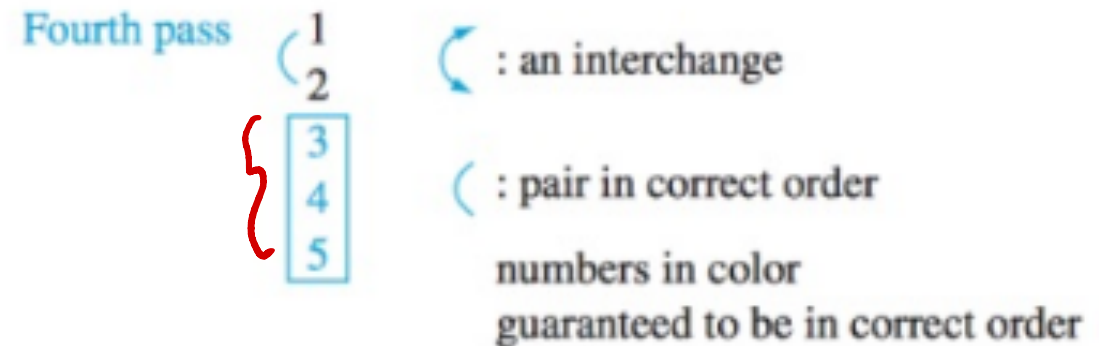 Fourth pass
1
2
3
4
5
: an interchange
: pair in correct order
numbers in color
guaranteed to be in correct order